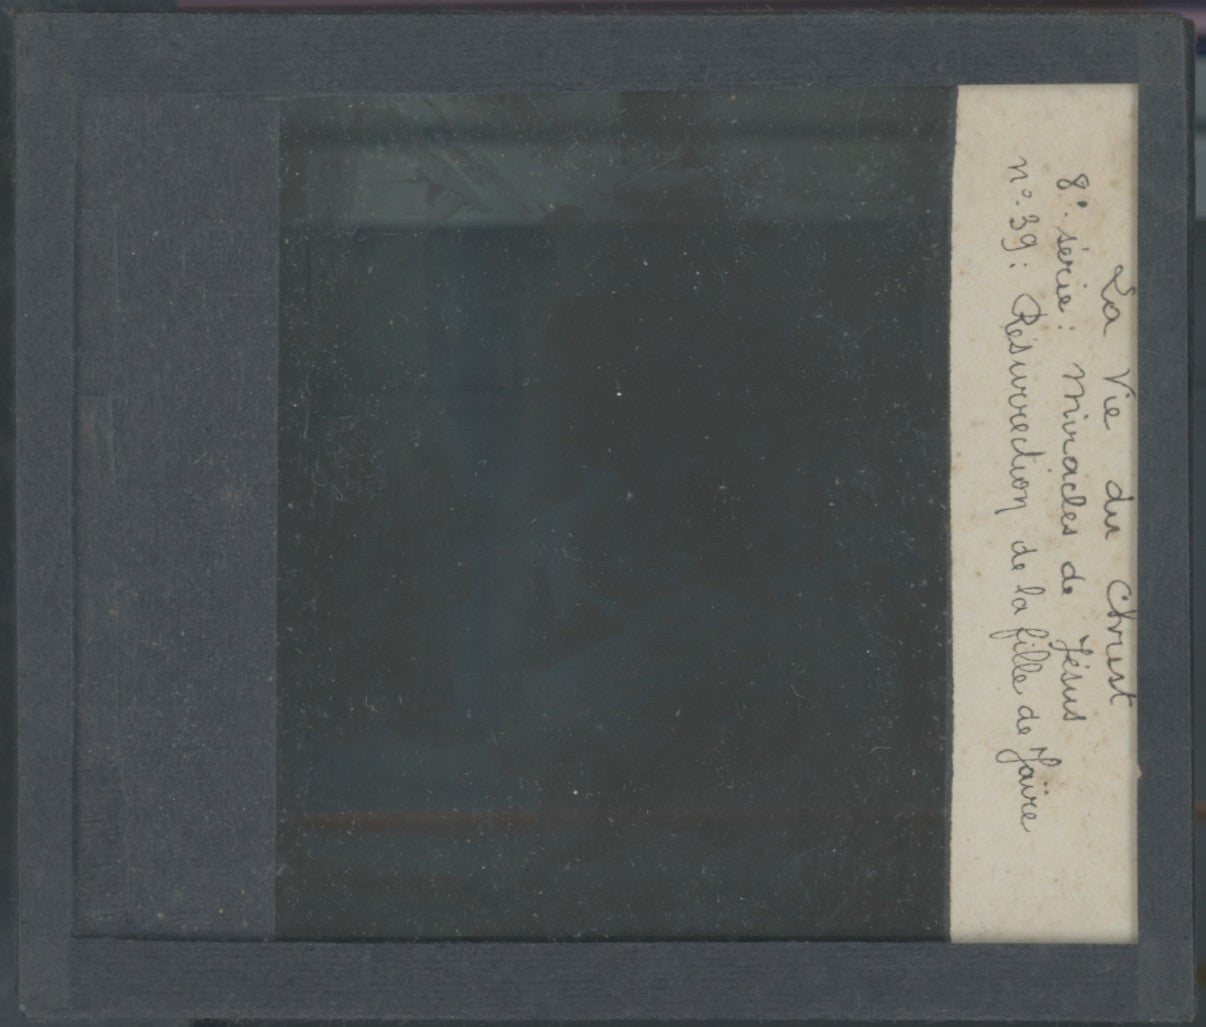 La Vie du Christ
8e. série: Miracles de Jésus
n°. 39: Résurrection de la fille de Jaïre